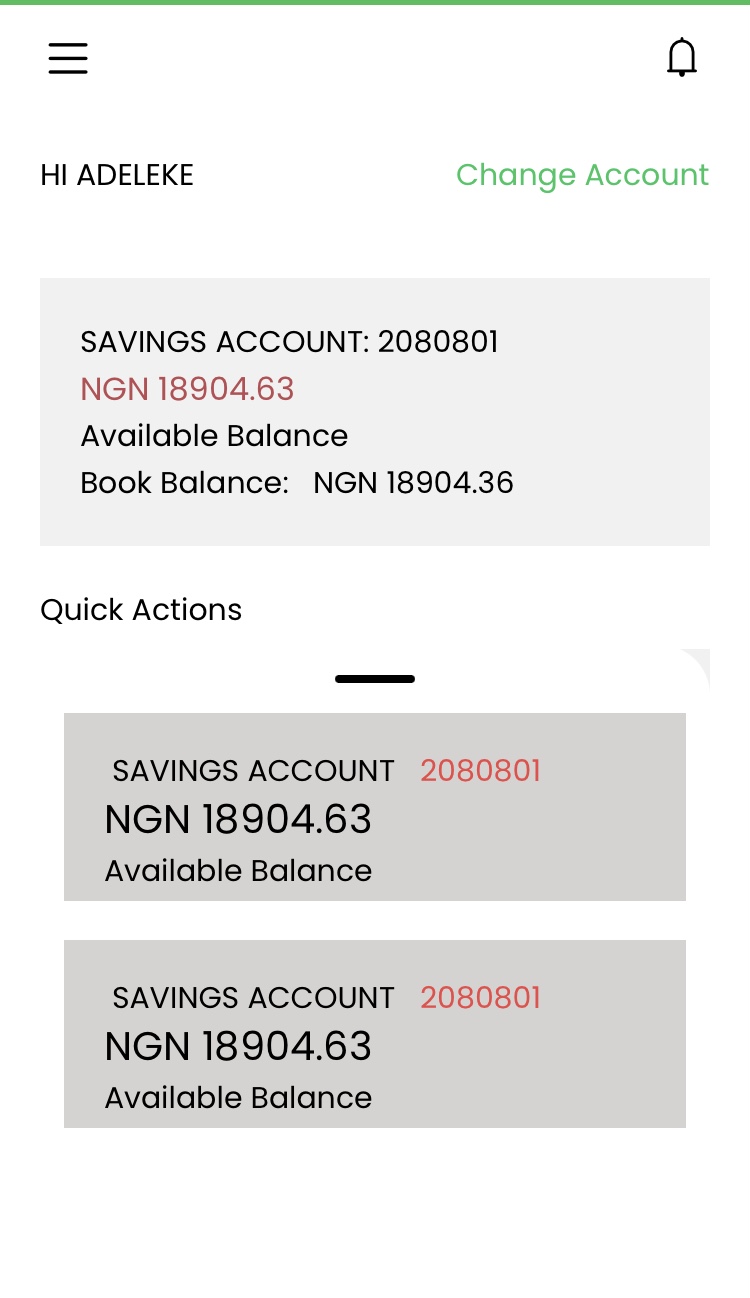 HI ADELEKE Change Account
SAVINGS ACCOUNT: 2080801
NGN 18904.63
Available Balance
Book Balance: NGN 18904.36
Quick Actions
SAVINGS ACCOUNT 2080801
NGN 18904.63
Available Balance
SAVINGS ACCOUNT 2080801
NGN 18904.63
Available Balance